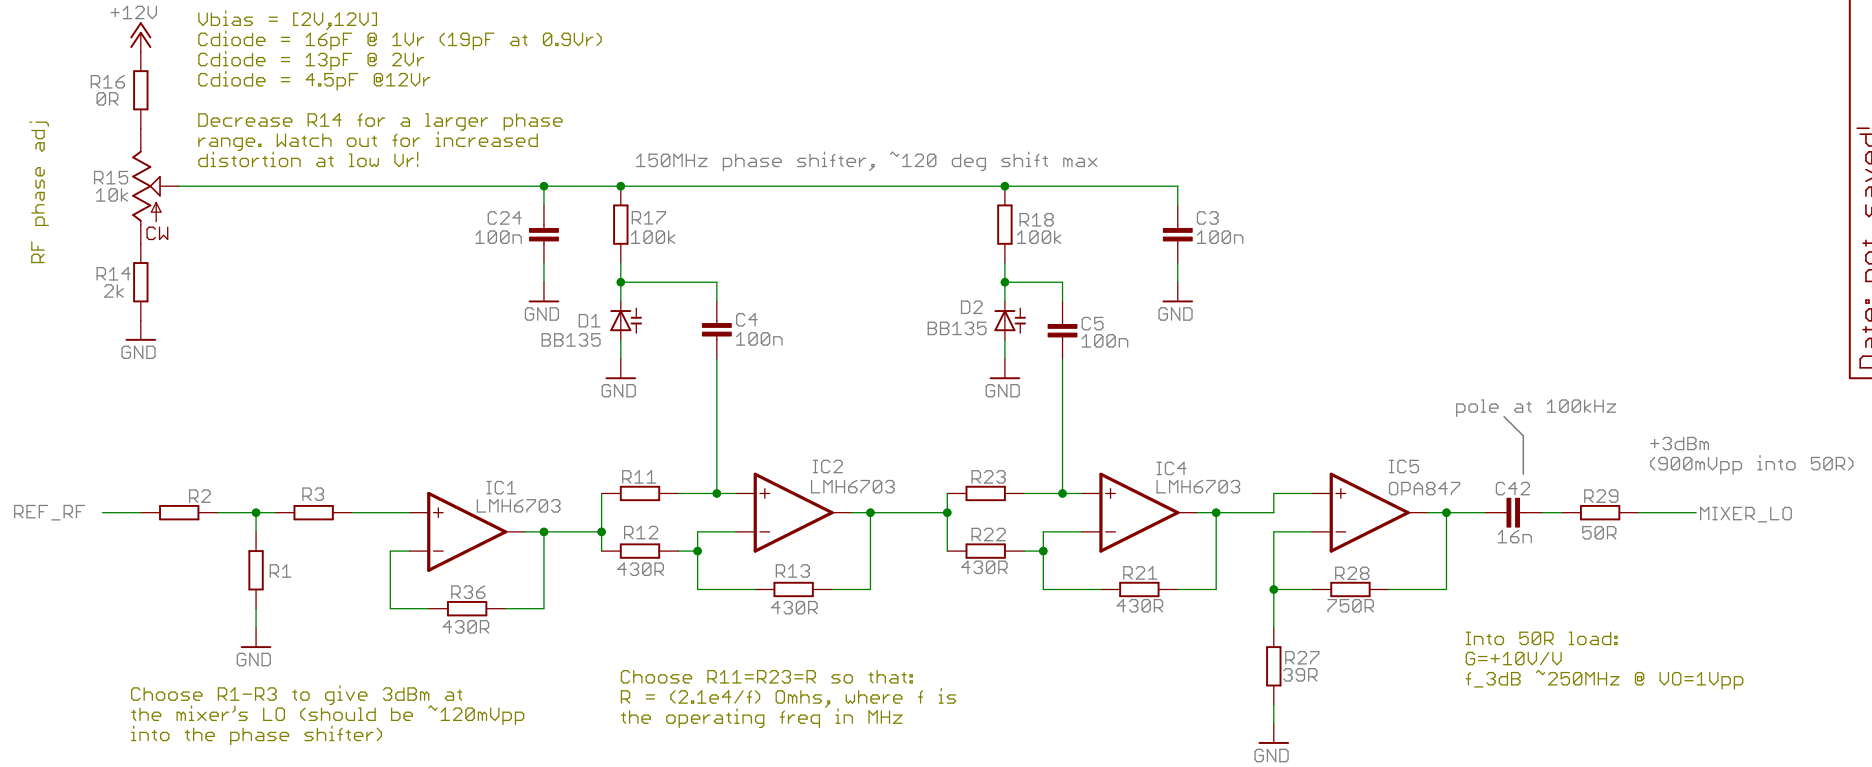 +12V
Vbias = [2V,12V]
Cdiode = 16pF @ 1Vr (19pF at 0.9Vr)
Cdiode = 13pF @ 2Vr
Cdiode = 4.5pF @12Vr
Decrease R14 for a larger phase
range. Watch out for increased
distortion at low Vr!
RF phase adj
R16
0R
R15
10k
CW
R14
2k
GND
150MHz phase shifter, ~120 deg shift max
C24
100n
GND
R17
100k
D1
BB135
GND
C4
100n
R18
100k
D2
BB135
GND
C5
100n
C3
100n
GND
Date: not saved!
REF_RF
R2
R3
R1
GND
IC1
LMH6703
+
-
R36
430R
R11
R12
430R
IC2
LMH6703
+
-
R13
430R
R23
R22
430R
IC4
LMH6703
+
-
R21
430R
IC5
OPA847
+
-
R28
750R
R27
39R
GND
pole at 100kHz
C42
16n
R29
50R
+3dBm
(900mVpp into 50R)
MIXER_LO
Choose R1-R3 to give 3dBm at
the mixer's LO (should be ~120mVpp
into the phase shifter)
Choose R11=R23=R so that:
R = (2.1e4/f) Omhs, where f is
the operating freq in MHz
Into 50R load:
G=+10V/V
f_3dB ~250MHz @ VO=1Vpp